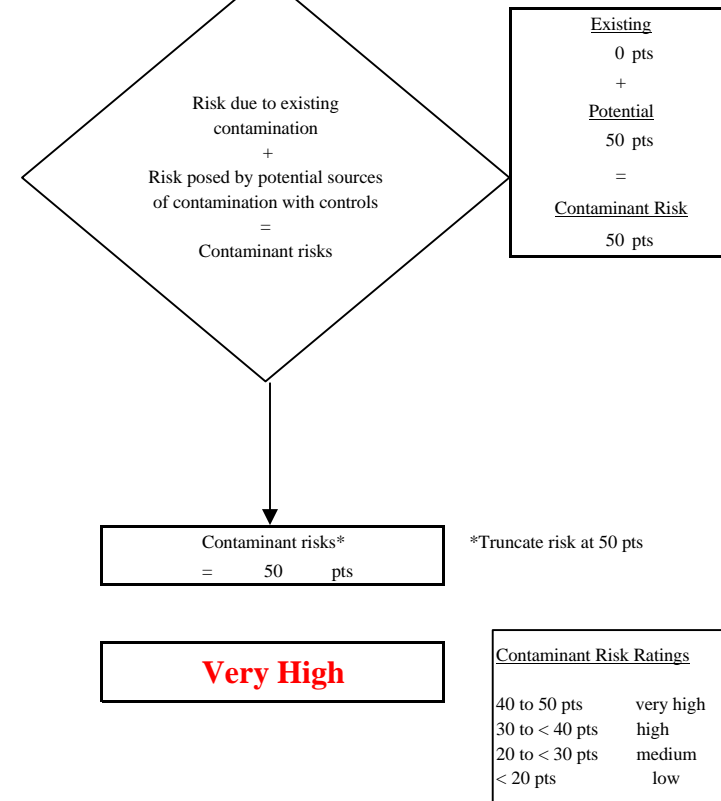 Risk due to existing
contamination
+
Risk posed by potential sources
of contamination with controls
=
Contaminant risks
Existing
0 pts
+
Potential
50 pts
=
Contaminant Risk
50 pts
Contaminant risks*
= 50 pts
*Truncate risk at 50 pts
Very High
Contaminant Risk Ratings
40 to 50 pts very high
30 to < 40 pts high
20 to < 30 pts medium
< 20 pts low